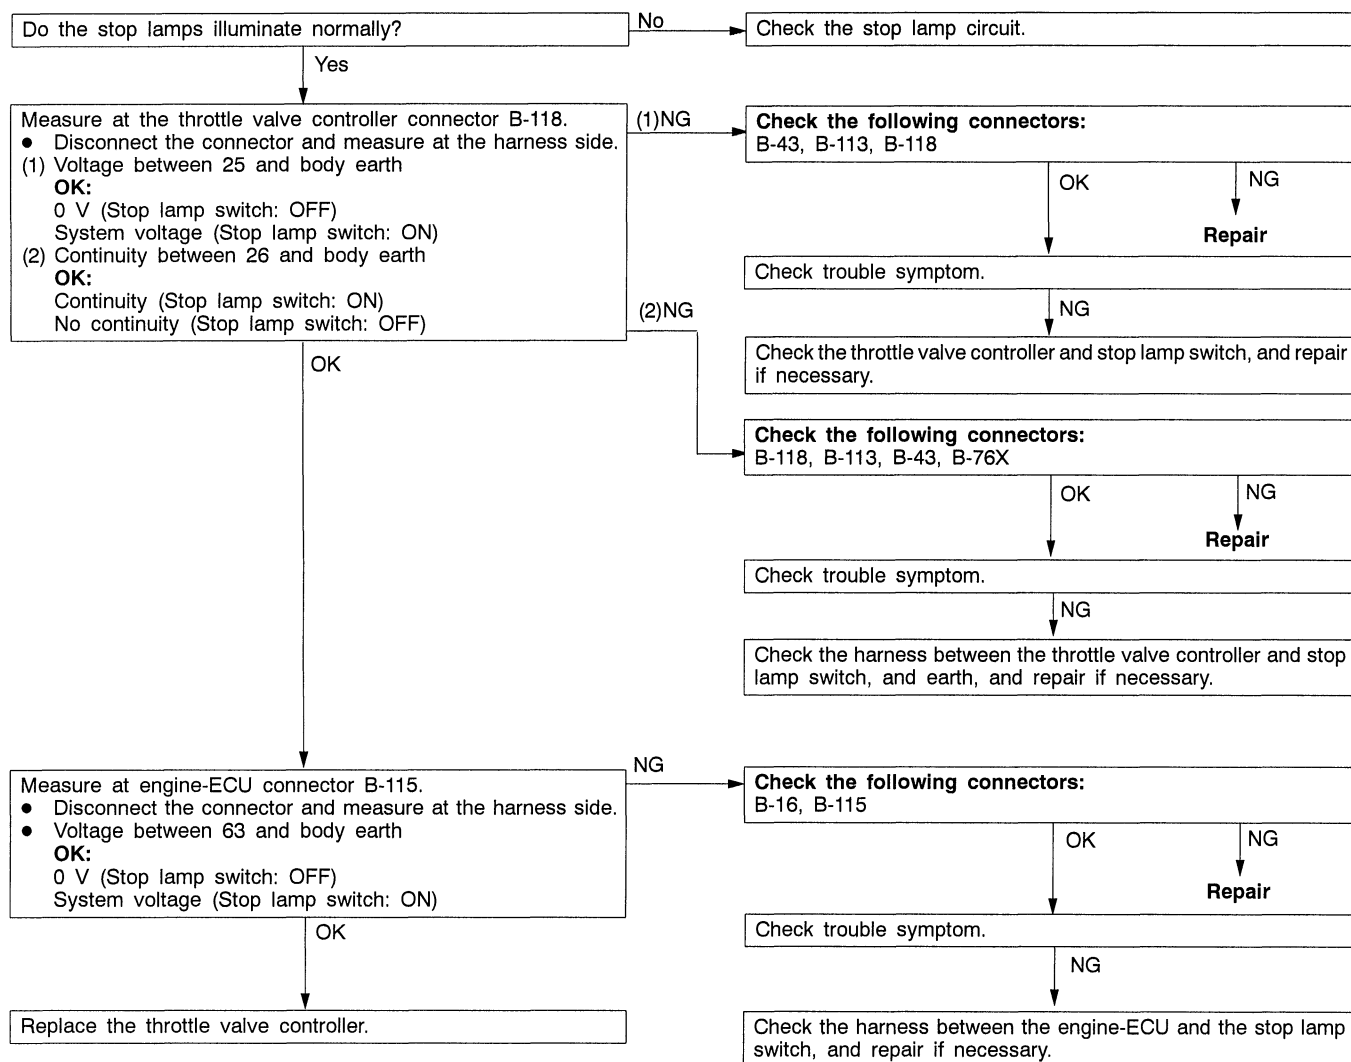 Do the stop lamps illuminate normally?
No
Check the stop lamp circuit.
Yes
Measure at the throttle valve controller connector B-118.
● Disconnect the connector and measure at the harness side.
(1) Voltage between 25 and body earth
OK:
0 V (Stop lamp switch: OFF)
System voltage (Stop lamp switch: ON)
(2) Continuity between 26 and body earth
OK:
Continuity (Stop lamp switch: ON)
No continuity (Stop lamp switch: OFF)
(1)NG
Check the following connectors:
B-43, B-113, B-118
OK
NG
Repair
Check trouble symptom.
NG
Check the throttle valve controller and stop lamp switch, and repair
if necessary.
(2)NG
Check the following connectors:
B-118, B-113, B-43, B-76X
OK
NG
Repair
Check trouble symptom.
NG
Check the harness between the throttle valve controller and stop
lamp switch, and earth, and repair if necessary.
OK
Measure at engine-ECU connector B-115.
● Disconnect the connector and measure at the harness side.
● Voltage between 63 and body earth
OK:
0 V (Stop lamp switch: OFF)
System voltage (Stop lamp switch: ON)
NG
Check the following connectors:
B-16, B-115
OK
NG
Repair
Check trouble symptom.
NG
Check the harness between the engine-ECU and the stop lamp
switch, and repair if necessary.
OK
Replace the throttle valve controller.